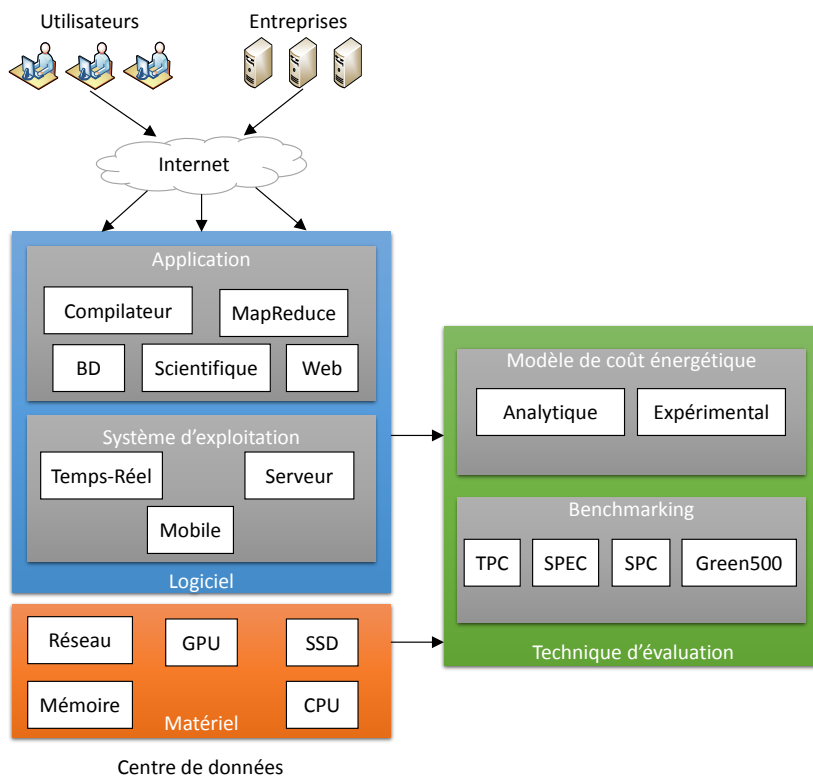 Utilisateurs
Entreprises
Internet
Application
Compilateur
MapReduce
BD
Scientifique
Web
Système d'exploitation
Temps-Réel
Serveur
Mobile
Logiciel
Réseau
GPU
SSD
Mémoire
CPU
Matériel
Centre de données
Modèle de coût énergétique
Analytique
Expérimental
Benchmarking
TPC
SPEC
SPC
Green500
Technique d'évaluation